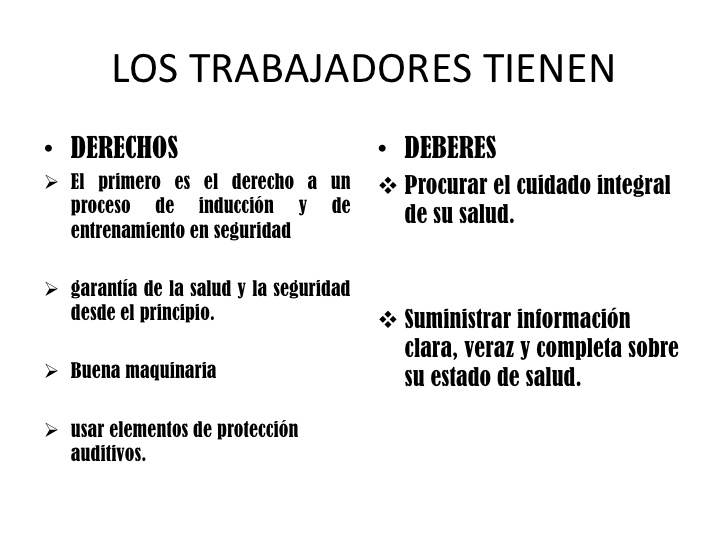 LOS TRABAJADORES TIENEN
• DERECHOS
➢ El primero es el derecho a un
proceso de inducción y de
entrenamiento en seguridad
➢ garantía de la salud y la seguridad
desde el principio.
➢ Buena maquinaria
➢ usar elementos de protección
auditivos.
• DEBERES
❖ Procurar el cuidado integral
de su salud.
❖ Suministrar información
clara, veraz y completa sobre
su estado de salud.